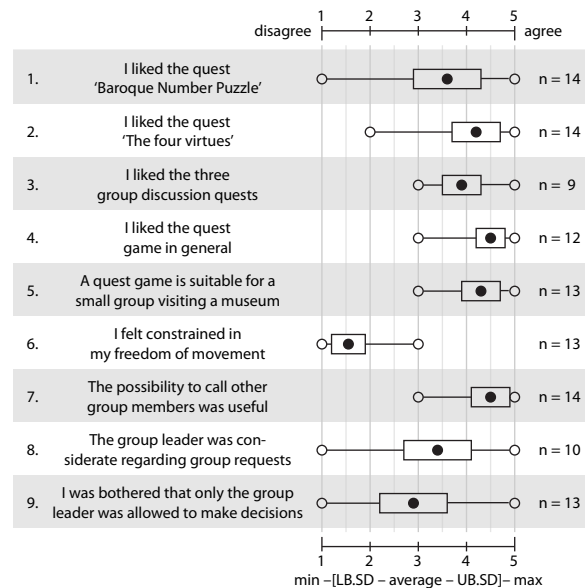 1 2 3 4 5
disagree agree
1. I liked the quest
'Baroque Number Puzzle' n = 14
2. I liked the quest
'The four virtues' n = 14
3. I liked the three
group discussion quests n = 9
4. I liked the quest
game in general n = 12
5. A quest game is suitable for a
small group visiting a museum n = 13
6. I felt constrained in
my freedom of movement n = 13
7. The possibility to call other
group members was useful n = 14
8. The group leader was con-
siderate regarding group requests n = 10
9. I was bothered that only the group
leader was allowed to make decisions n = 13
1 2 3 4 5
min –[LB.SD – average – UB.SD]– max